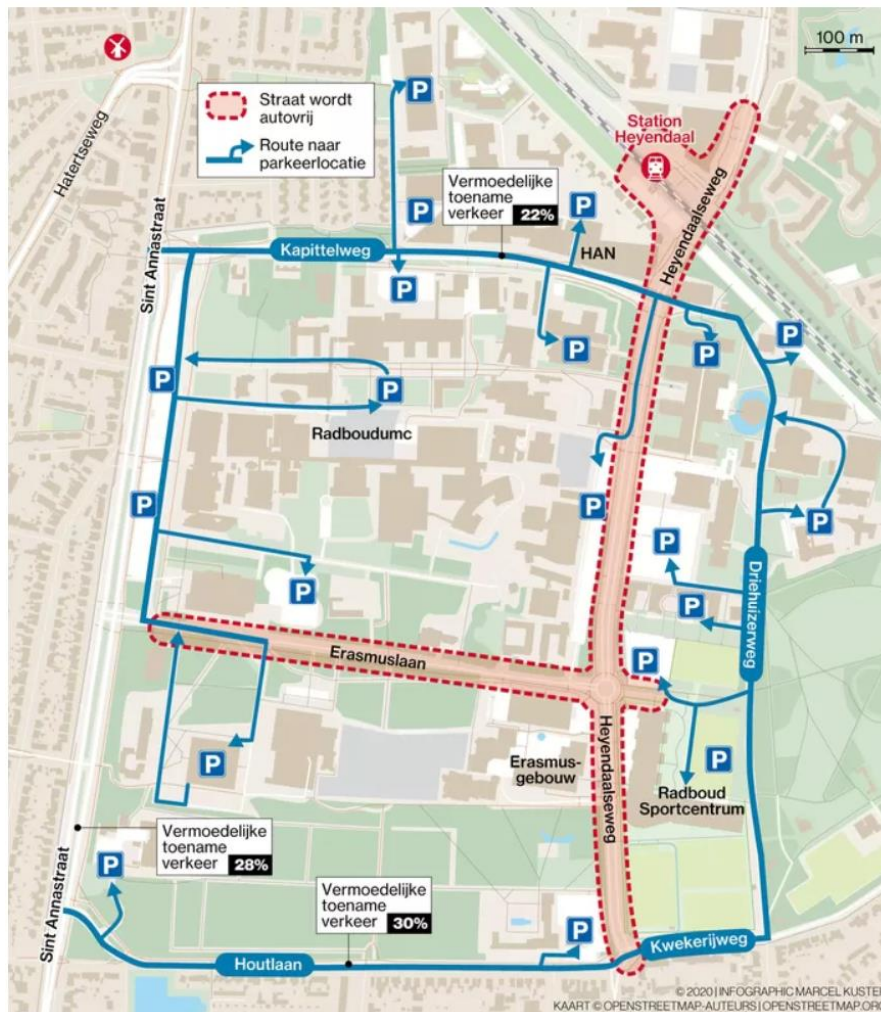 100 m
Straat wordt
autovrij
Route naar
parkeerlocatie
Hatertseweg
Sint Annastraat
Station
Heyendaal
Heyendaalseweg
P
P
P
Vermoedelijke
toename
verkeer 22%
HAN
Kapittelweg
P
P
P
P
P
P
Radboudumc
P
P
P
P
P
P
Driehuizerweg
P
Erasmuslaan
P
Heyendaalseweg
Erasmus-
gebouw
P
P
Radboud
Sportcentrum
Vermoedelijke
toename
verkeer 28%
P
Vermoedelijke
toename
verkeer 30%
Sint Annastraat
P
Houtlaan
Kwekerijweg
© 2020 | INFOGRAPHIC MARCEL KUSTER
KAART © OPENSTREETMAP-AUTEURS | OPENSTREETMAP.ORG